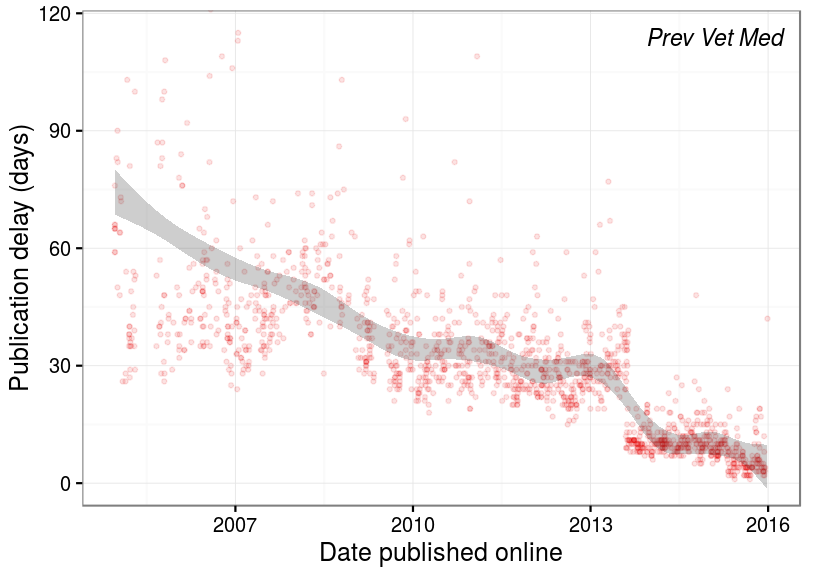 120
Prev Vet Med
90
60
30
0
Publication delay (days)
2007 2010 2013 2016
Date published online